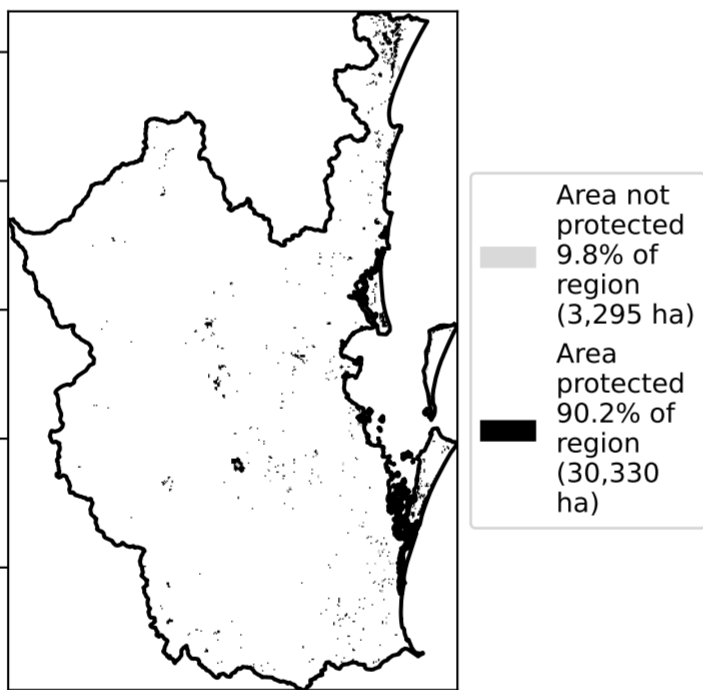 Area not
protected
9.8% of
region
(3,295 ha)
Area
protected
90.2% of
region
(30,330
ha)